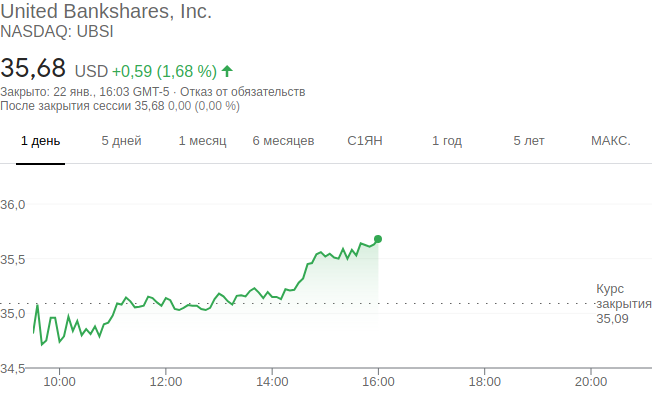 United Bankshares, Inc.
NASDAQ: UBSI
35,68 USD +0,59 (1,68 %)
Закрыто: 22 янв., 16:03 GMT-5 · Отказ от обязательств
После закрытия сессии 35,68 0,00 (0,00 %)
1 день 5 дней 1 месяц 6 месяцев С1ЯН 1 год 5 лет МАКС.
36,0
35,5
Курс
закрытия
35,09
35,0
34,5
10:00 12:00 14:00 16:00 18:00 20:00